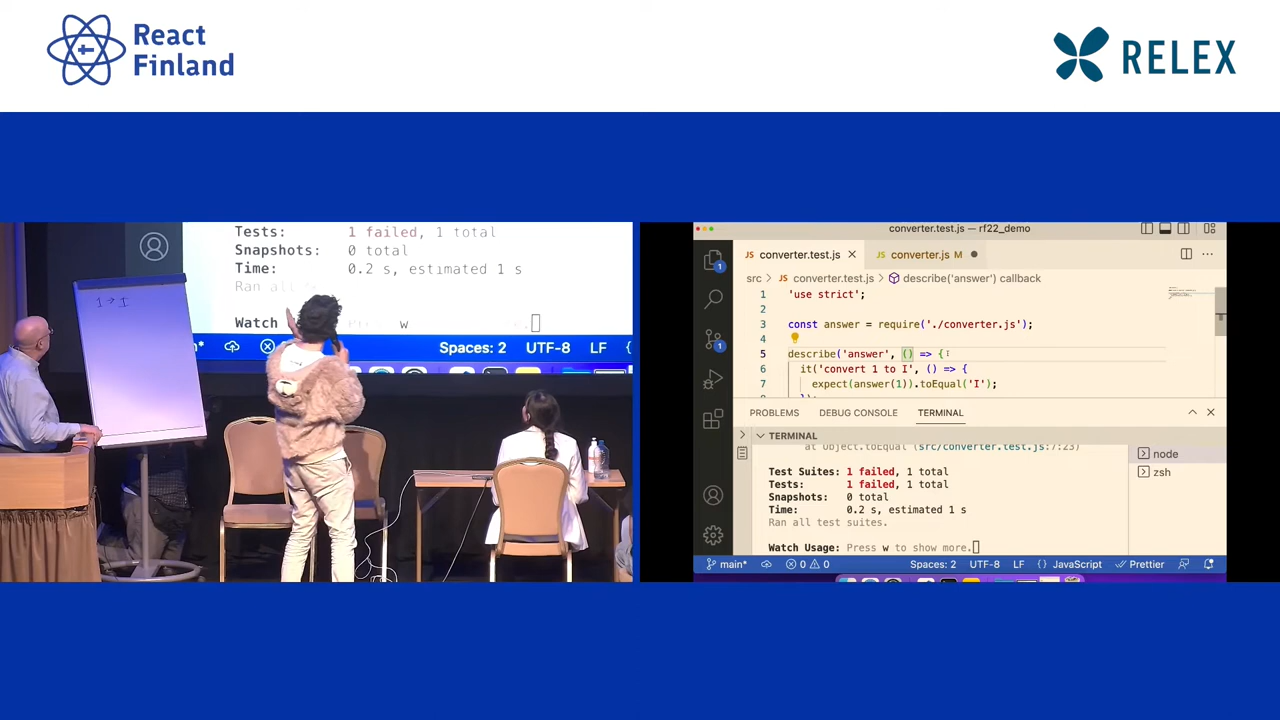 React
Finland
RELEX
Tests: 1 failed, 1 total
Snapshots: 0 total
Time: 0.2 s, estimated 1 s
Ran all
Watch
w
Spaces: 2 UTF-8 LF {
1 → I
converter.test.js — rf22_demo
JS converter.test.js JS converter.js M
src > JS converter.test.js > describe('answer') callback
1 'use strict';
2
3 const answer = require('./converter.js');
4
5 describe('answer', () => {
6 it('convert 1 to I', () => {
7 expect(answer(1)).toEqual('I');
PROBLEMS DEBUG CONSOLE TERMINAL
TERMINAL
at Object.toEqual (src/converter.test.js:7:23)
Test Suites: 1 failed, 1 total
Tests: 1 failed, 1 total
Snapshots: 0 total
Time: 0.2 s, estimated 1 s
Ran all test suites.
Watch Usage: Press w to show more.
node
zsh
main* 0 0 Spaces: 2 UTF-8 LF {} JavaScript Prettier